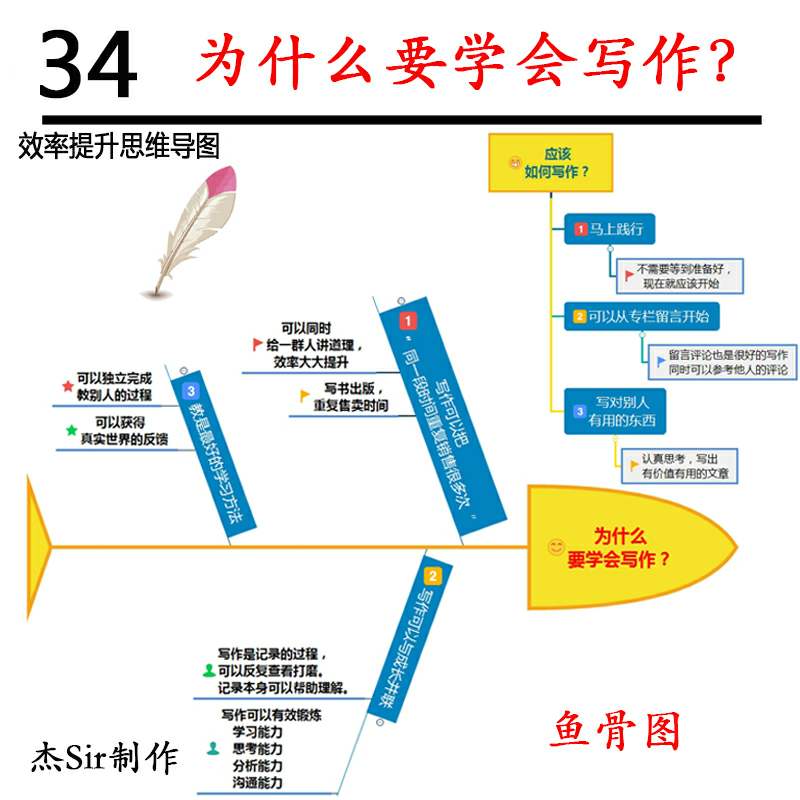 34
为什么要学会写作？
效率提升思维导图
应该
如何写作？
1 马上践行
不需要等到准备好，
现在就应该开始
2 可以从专栏留言开始
留言评论也是很好的写作
同时可以参考他人的评论
3 写对别人
有用的东西
认真思考，写出
有价值有用的文章
1
写作可以把
“同一段时间重复销售很多次”
可以同时
给一群人讲道理，
效率大大提升
写书出版，
重复售卖时间
3
教是最好的学习方法
可以独立完成
教别人的过程
可以获得
真实世界的反馈
为什么
要学会写作？
2
写作可以与成长并联
写作是记录的过程，
可以反复查看打磨。
记录本身可以帮助理解。
写作可以有效锻炼
学习能力
思考能力
分析能力
沟通能力
鱼骨图
杰Sir制作